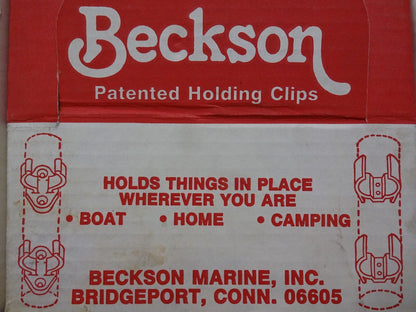 Beckson
Patented Holding Clips
HOLDS THINGS IN PLACE
WHEREVER YOU ARE
• BOAT • HOME • CAMPING
BECKSON MARINE, INC.
BRIDGEPORT, CONN. 06605